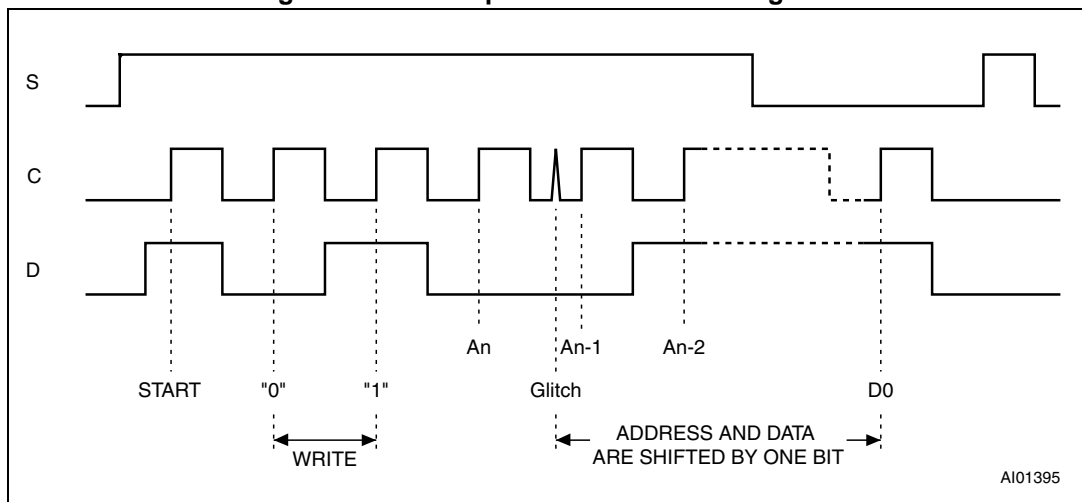 S
C
D
An An-1 An-2
START "0" "1" Glitch D0
WRITE
ADDRESS AND DATA
ARE SHIFTED BY ONE BIT
AI01395